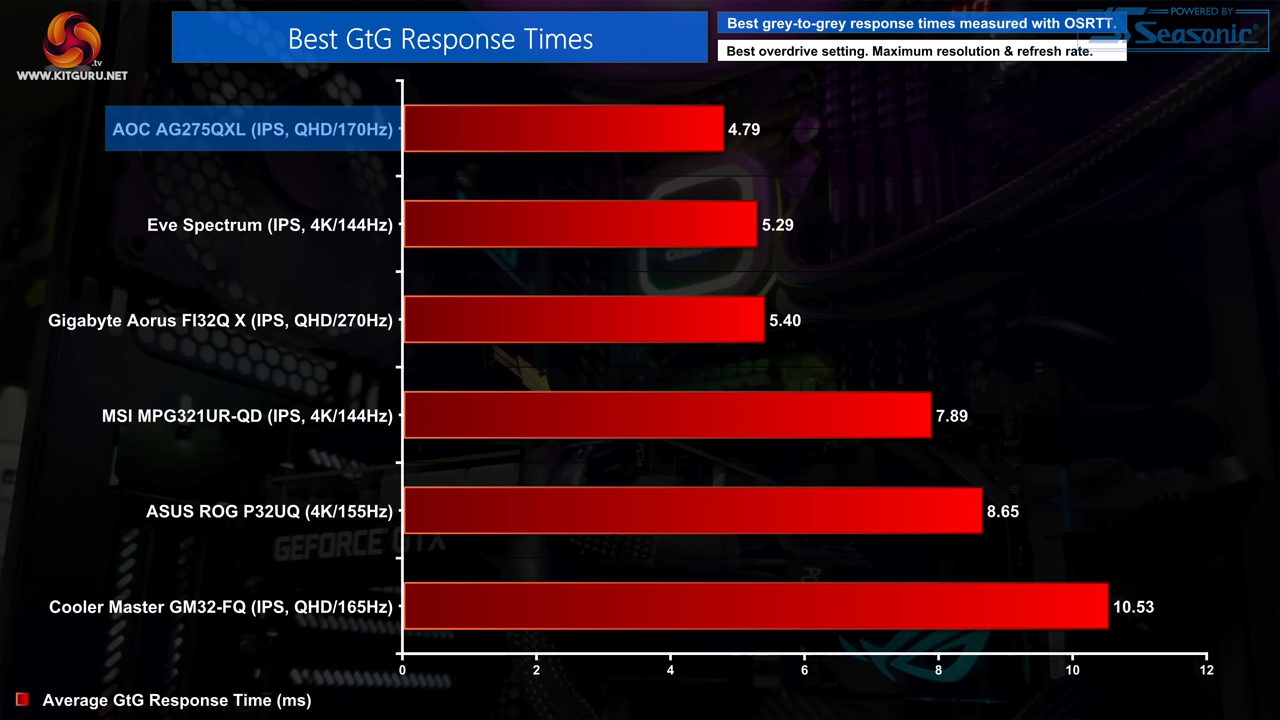 .tv
WWW.KITGURU.NET
Best GtG Response Times
Best grey-to-grey response times measured with OSRTT.
Best overdrive setting. Maximum resolution & refresh rate.
POWERED BY
Seasonic
AOC AG275QXL (IPS, QHD/170Hz)
4.79
Eve Spectrum (IPS, 4K/144Hz)
5.29
Gigabyte Aorus FI32Q X (IPS, QHD/270Hz)
5.40
MSI MPG321UR-QD (IPS, 4K/144Hz)
7.89
ASUS ROG P32UQ (4K/155Hz)
8.65
GEFORCE GTX
Cooler Master GM32-FQ (IPS, QHD/165Hz)
10.53
0 2 4 6 8 10 12
Average GtG Response Time (ms)